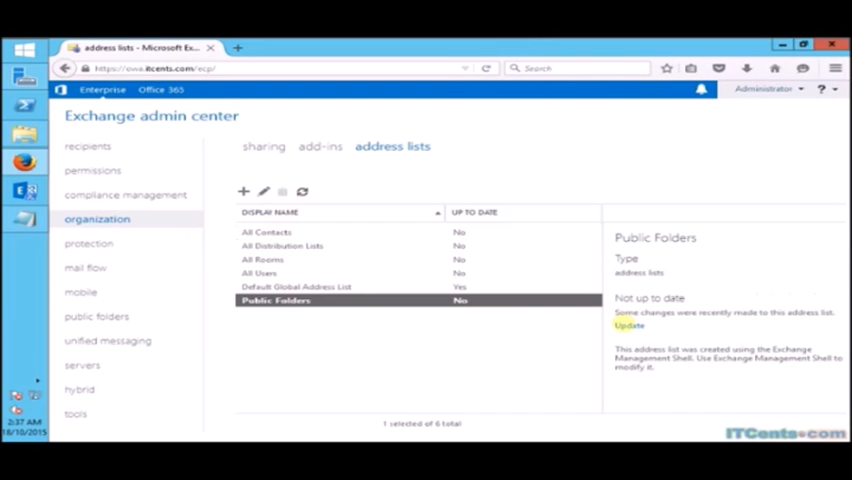 address lists - Microsoft Ex...
https://owa.itcents.com/ecp/
Search
Enterprise Office 365
Administrator ?
Exchange admin center
recipients
permissions
compliance management
organization
protection
mail flow
mobile
public folders
unified messaging
servers
hybrid
tools
sharing add-ins address lists
DISPLAY NAME UP TO DATE
All Contacts No
All Distribution Lists No
All Rooms No
All Users No
Default Global Address List Yes
Public Folders No
1 selected of 6 total
Public Folders
Type
address lists
Not up to date
Some changes were recently made to this address list.
Update
This address list was created using the Exchange
Management Shell. Use Exchange Management Shell to
modify it.
2:37 AM
18/10/2015
ITCents.com